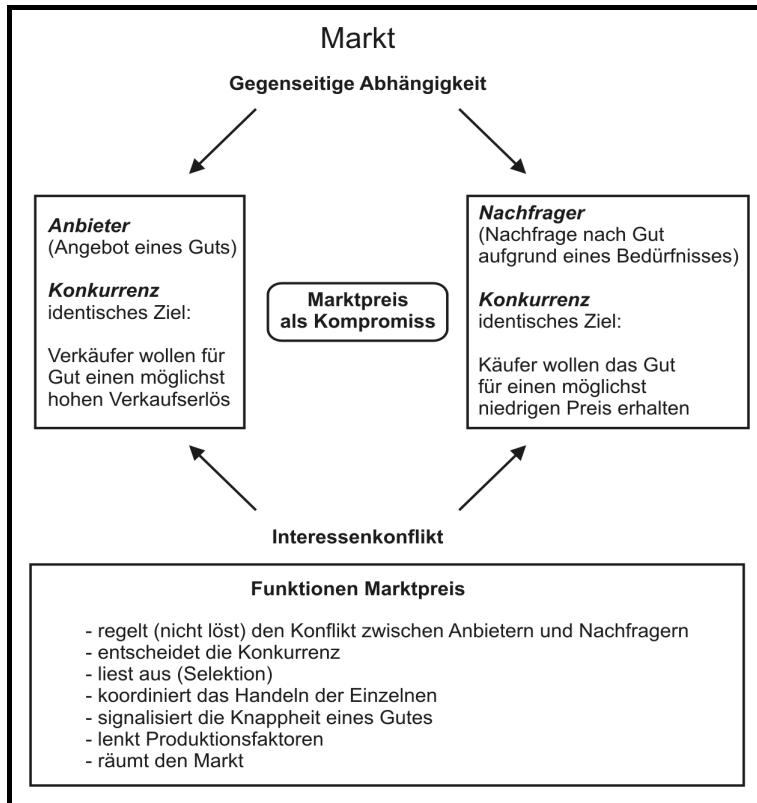 Markt
Gegenseitige Abhängigkeit
Anbieter
(Angebot eines Guts)
Konkurrenz
identisches Ziel:
Verkäufer wollen für
Gut einen möglichst
hohen Verkaufserlös
Marktpreis
als Kompromiss
Nachfrager
(Nachfrage nach Gut
aufgrund eines Bedürfnisses)
Konkurrenz
identisches Ziel:
Käufer wollen das Gut
für einen möglichst
niedrigen Preis erhalten
Interessenkonflikt
Funktionen Marktpreis
- regelt (nicht löst) den Konflikt zwischen Anbietern und Nachfragern
- entscheidet die Konkurrenz
- liest aus (Selektion)
- koordiniert das Handeln der Einzelnen
- signalisiert die Knappheit eines Gutes
- lenkt Produktionsfaktoren
- räumt den Markt